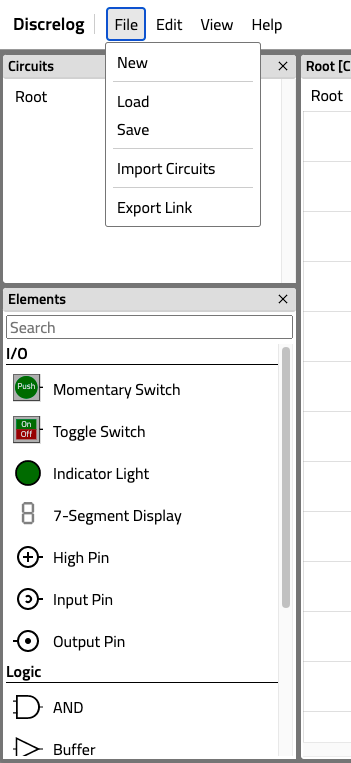 Discrelog File Edit View Help
New
Load
Save
Import Circuits
Export Link
Circuits
Root
Root [C
Root
Elements
Search
I/O
Push Momentary Switch
On
Off
Toggle Switch
Indicator Light
7-Segment Display
High Pin
Input Pin
Output Pin
Logic
AND
Buffer